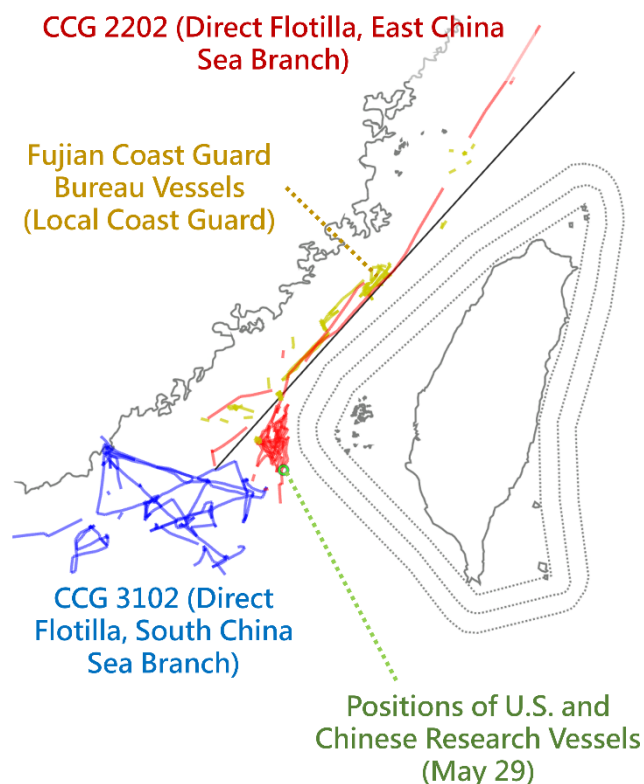 CCG 2202 (Direct Flotilla, East China
Sea Branch)
Fujian Coast Guard
Bureau Vessels
(Local Coast Guard)
CCG 3102 (Direct
Flotilla, South China
Sea Branch)
Positions of U.S. and
Chinese Research Vessels
(May 29)